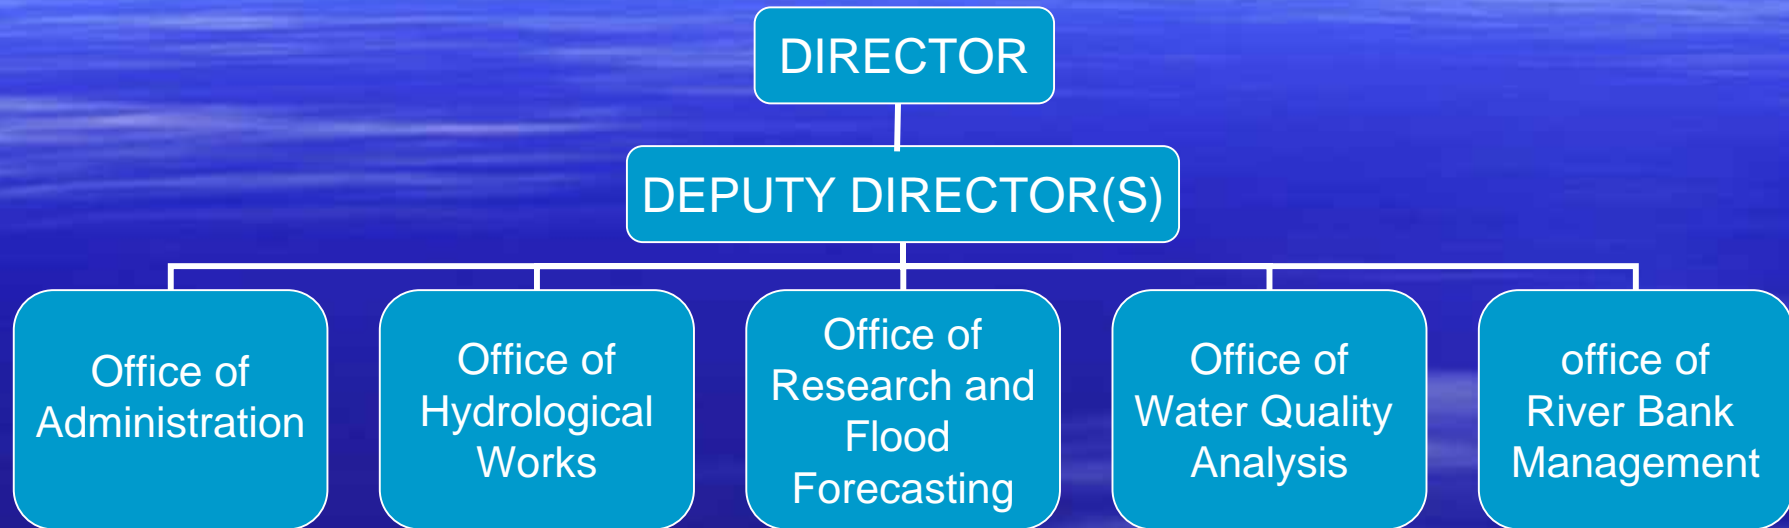 DIRECTOR
DEPUTY DIRECTOR(S)
Office of
Administration
Office of
Hydrological
Works
Office of
Research and
Flood
Forecasting
Office of
Water Quality
Analysis
office of
River Bank
Management